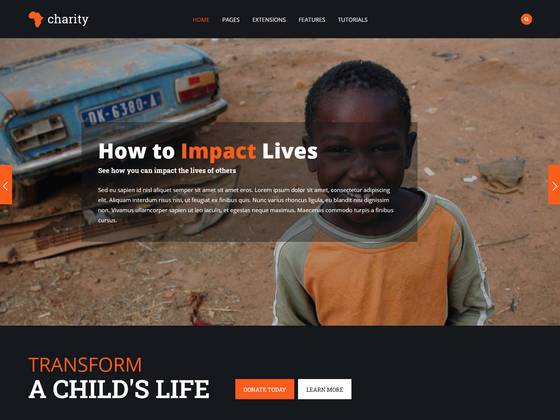 charity
HOME PAGES EXTENSIONS FEATURES TUTORIALS
DK-6380-A
How to Impact Lives
See how you can impact the lives of others
Sed eu sapien id nisl aliquet semper sit amet sit amet eros. Lorem ipsum dolor sit amet, consectetur adipiscing
elit. Aliquam interdum risus nisi, ut feugiat ex finibus quis. Nunc varius rhoncus ligula, eu blandit nisi dignissim
non. Vivamus ullamcorper sapien ut leo iaculis, et egestas neque maximus. Maecenas commodo turpis a finibus
cursus.
TRANSFORM
A CHILD'S LIFE
DONATE TODAY
LEARN MORE